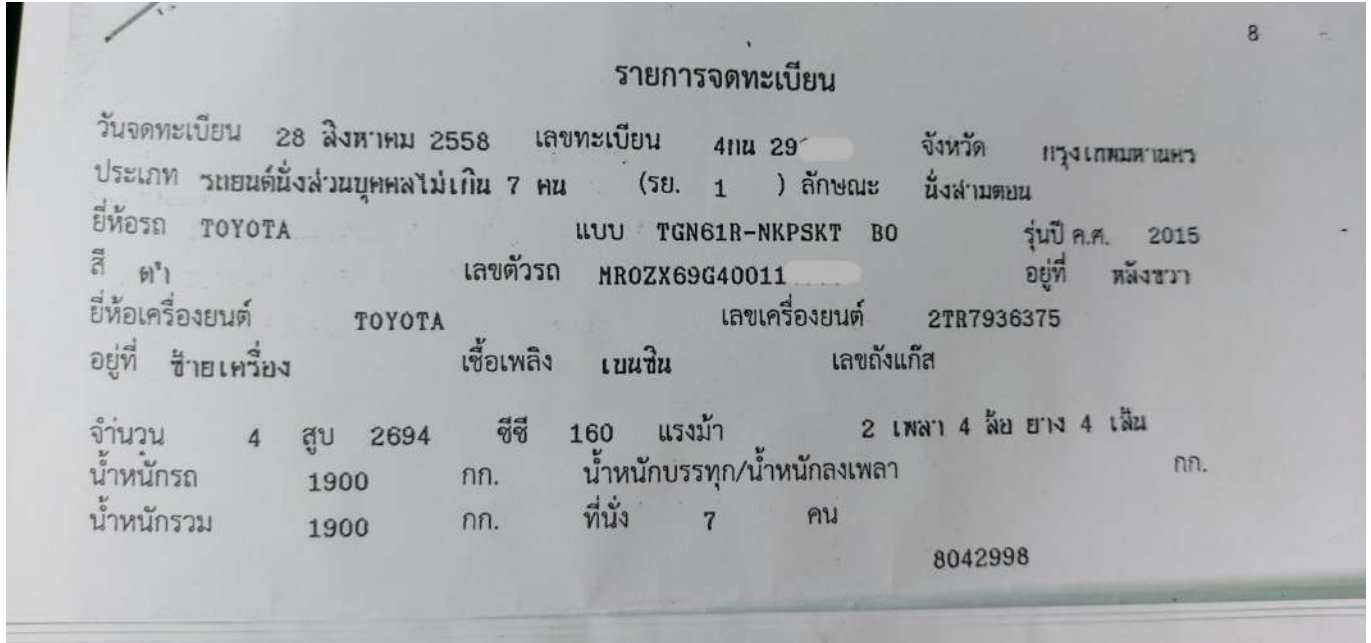 8
รายการจดทะเบียน
วันจดทะเบียน 28 สิงหาคม 2558 เลขทะเบียน 4กน 29 จังหวัด กรุงเทพมหานคร
ประเภท รถยนต์นั่งส่วนบุคคลไม่เกิน 7 คน (รย. 1 ) ลักษณะ นั่งสามตอน
ยี่ห้อรถ TOYOTA แบบ TGN61R-NKPSKT BO รุ่นปี ค.ศ. 2015
สี ดำ เลขตัวรถ MROZX69G40011 อยู่ที่ หลังขวา
ยี่ห้อเครื่องยนต์ TOYOTA เลขเครื่องยนต์ 2TR7936375
อยู่ที่ ซ้ายเครื่อง เชื้อเพลิง เบนซิน เลขถังแก๊ส
จำนวน 4 สูบ 2694 ซีซี 160 แรงม้า 2 เพลา 4 ล้อ ยาง 4 เส้น
น้ำหนักรถ 1900 กก. น้ำหนักบรรทุก/น้ำหนักลงเพลา กก.
น้ำหนักรวม 1900 กก. ที่นั่ง 7 คน
8042998